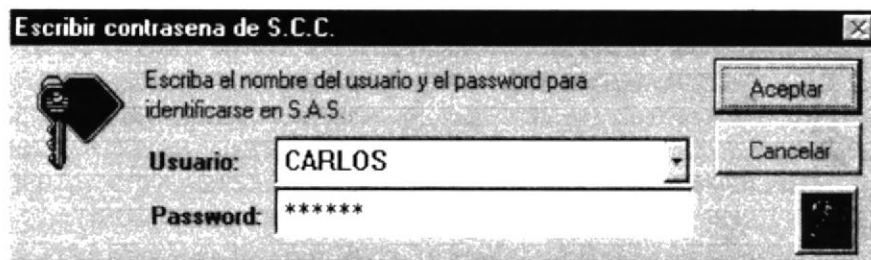 Escribir contrasena de S.C.C.
Escriba el nombre del usuario y el password para
identificarse en S.A.S.
Aceptar
Usuario: CARLOS
Cancelar
Password: ******
?